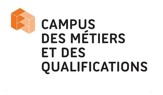 CAMPUS
DES MÉTIERS
ET DES
QUALIFICATIONS